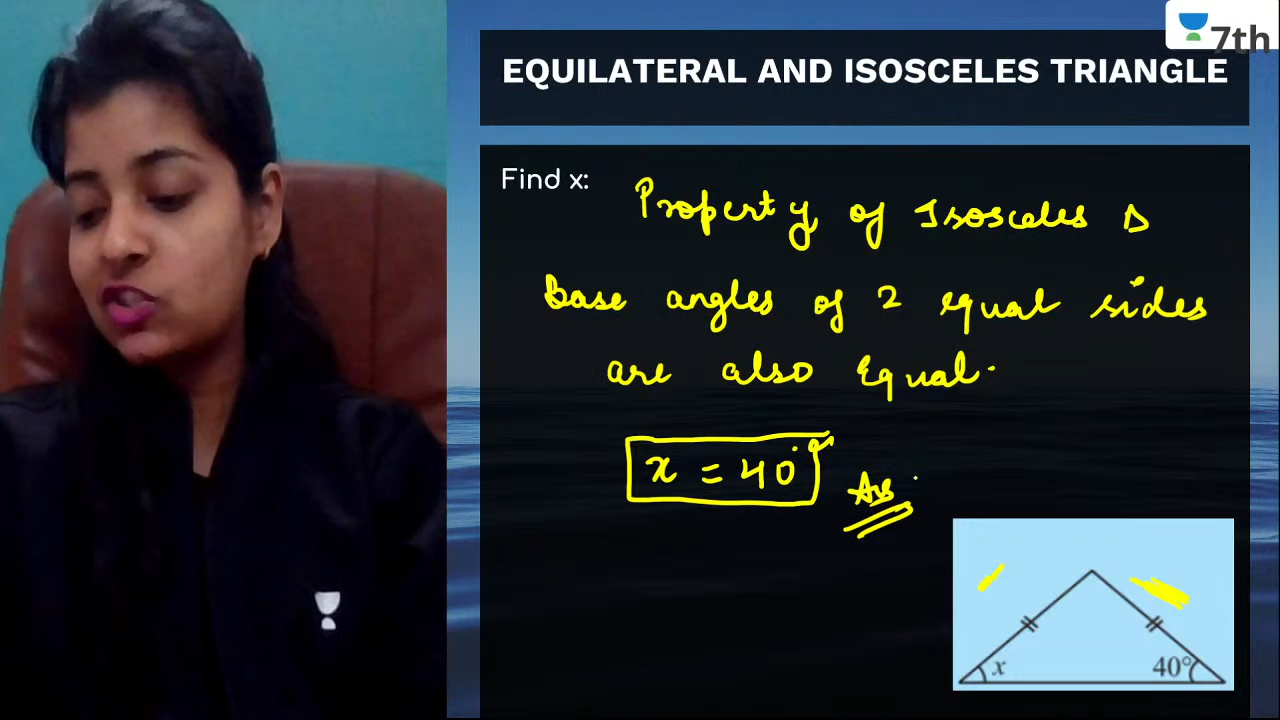 7th
EQUILATERAL AND ISOSCELES TRIANGLE
Find x:
Property of Isosceles Δ
Base angles of 2 equal sides
are also Equal.
x = 40°
Ans
x
40°